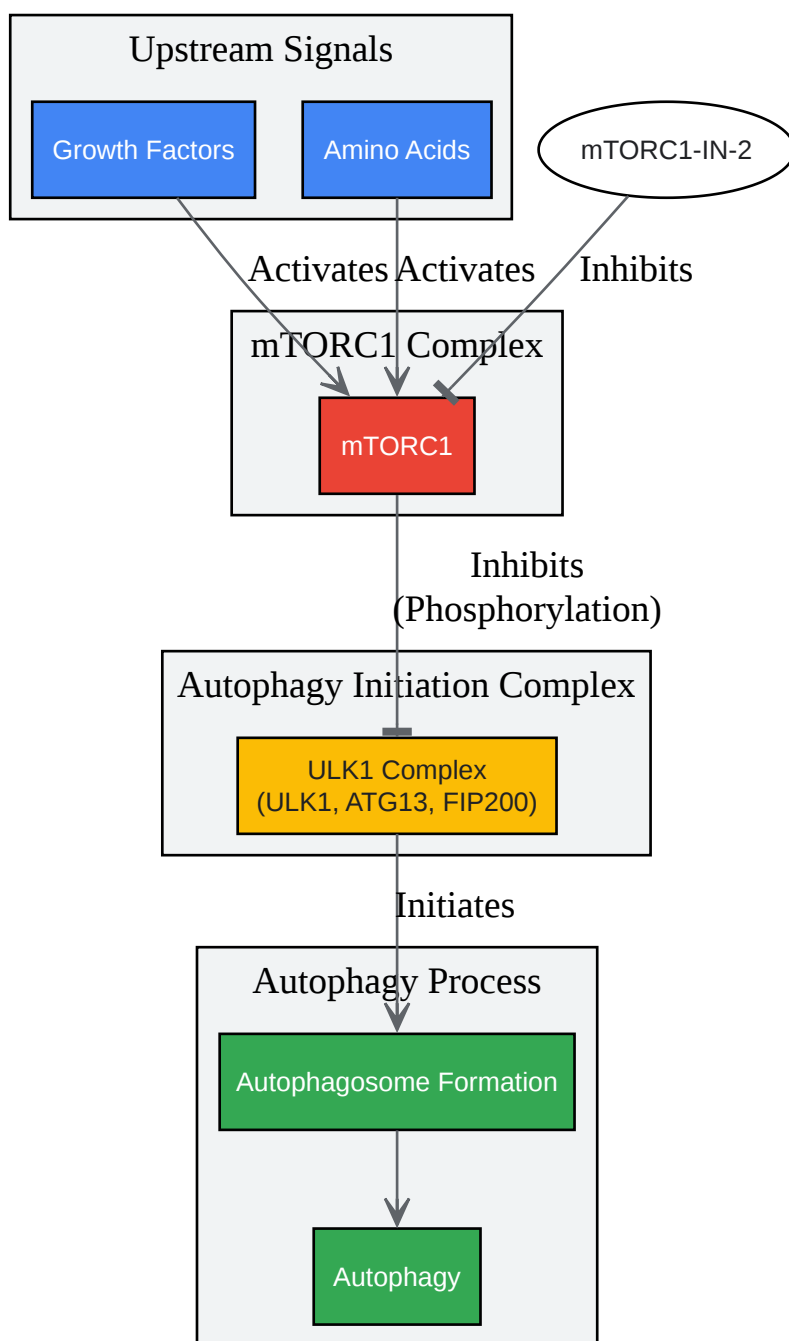 Upstream Signals
Growth Factors
Amino Acids
mTORC1-IN-2
Activates
Activates
Inhibits
mTORC1 Complex
mTORC1
Inhibits
(Phosphorylation)
Autophagy Initiation Complex
ULK1 Complex
(ULK1, ATG13, FIP200)
Initiates
Autophagy Process
Autophagosome Formation
Autophagy